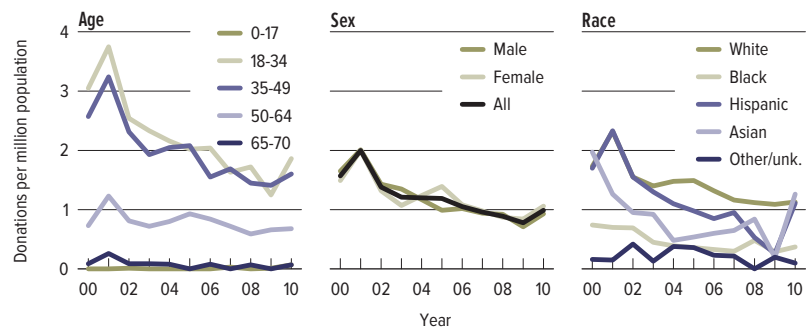 Age
Sex
Race
Donations per million population
4
3
2
1
0
0-17
18-34
35-49
50-64
65-70
Male
Female
All
White
Black
Hispanic
Asian
Other/unk.
00 02 04 06 08 10
00 02 04 06 08 10
00 02 04 06 08 10
Year